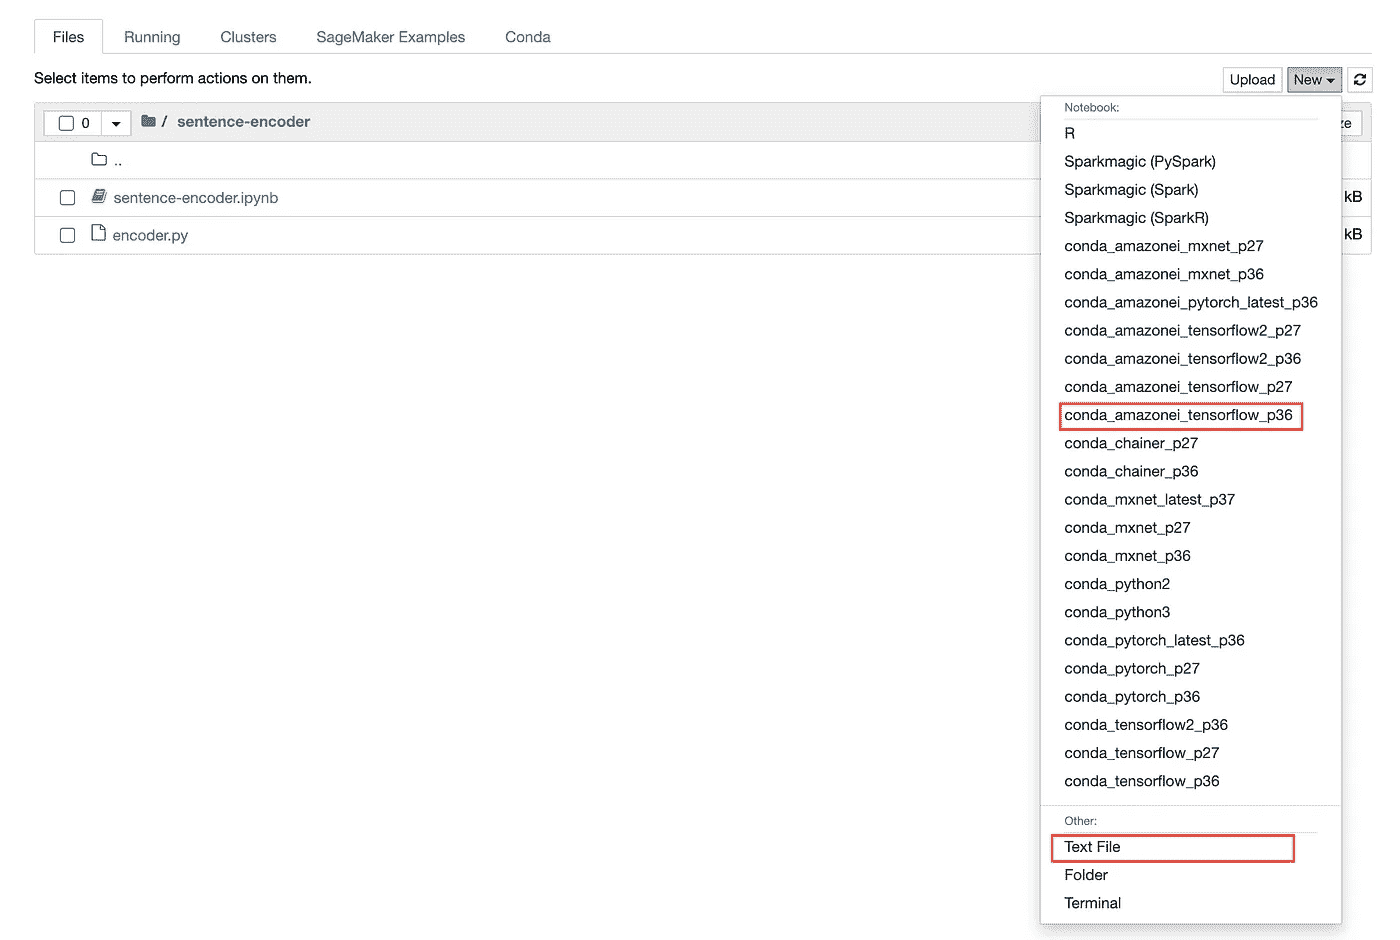 Files Running Clusters SageMaker Examples Conda
Select items to perform actions on them.
Upload New
0 / sentence-encoder
..
sentence-encoder.ipynb kB
encoder.py kB
Notebook:
R
Sparkmagic (PySpark)
Sparkmagic (Spark)
Sparkmagic (SparkR)
conda_amazonei_mxnet_p27
conda_amazonei_mxnet_p36
conda_amazonei_pytorch_latest_p36
conda_amazonei_tensorflow2_p27
conda_amazonei_tensorflow2_p36
conda_amazonei_tensorflow_p27
conda_amazonei_tensorflow_p36
conda_chainer_p27
conda_chainer_p36
conda_mxnet_latest_p37
conda_mxnet_p27
conda_mxnet_p36
conda_python2
conda_python3
conda_pytorch_latest_p36
conda_pytorch_p27
conda_pytorch_p36
conda_tensorflow2_p36
conda_tensorflow_p27
conda_tensorflow_p36
Other:
Text File
Folder
Terminal